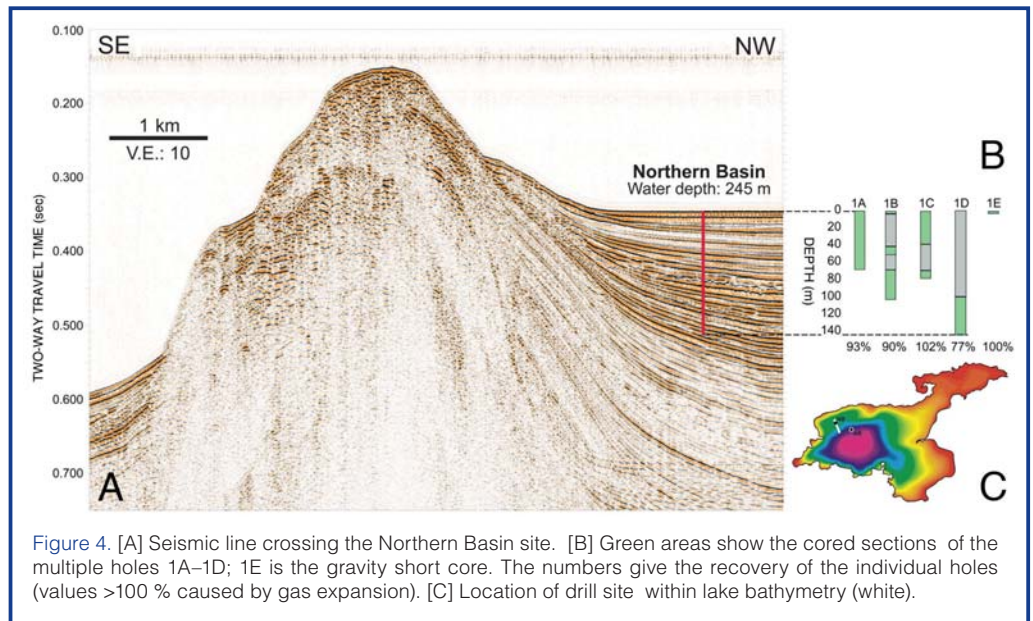 0.100
SE
NW
0.200
1 km
V.E.: 10
B
0.300
Northern Basin
Water depth: 245 m
1A 1B 1C 1D 1E
0
20
40
60
80
100
120
140
DEPTH (m)
0.400
TWO-WAY TRAVEL TIME (sec)
0.500
93% 90% 102% 77% 100%
0.600
0.700
A
C
Figure 4. [A] Seismic line crossing the Northern Basin site. [B] Green areas show the cored sections of the
multiple holes 1A–1D; 1E is the gravity short core. The numbers give the recovery of the individual holes
(values >100 % caused by gas expansion). [C] Location of drill site within lake bathymetry (white).